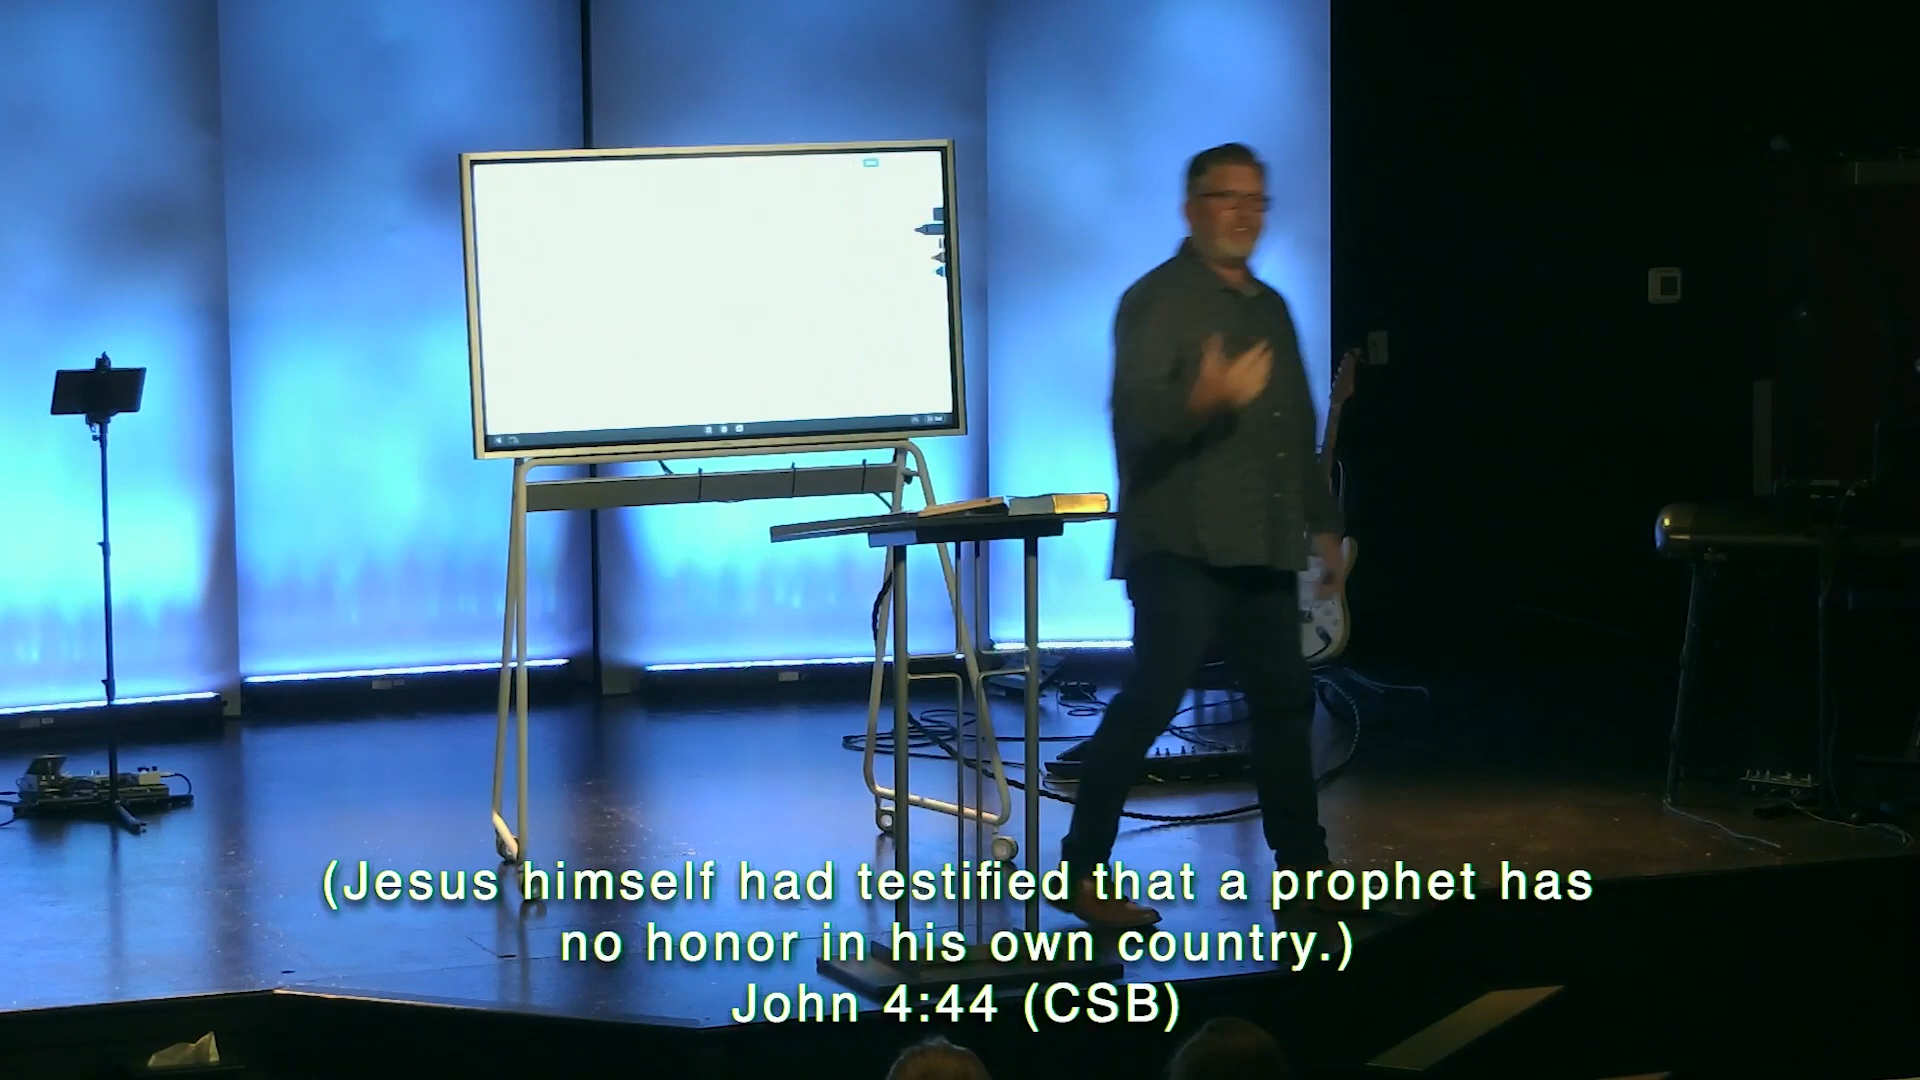 (Jesus himself had testified that a prophet has
no honor in his own country.)
John 4:44 (CSB)